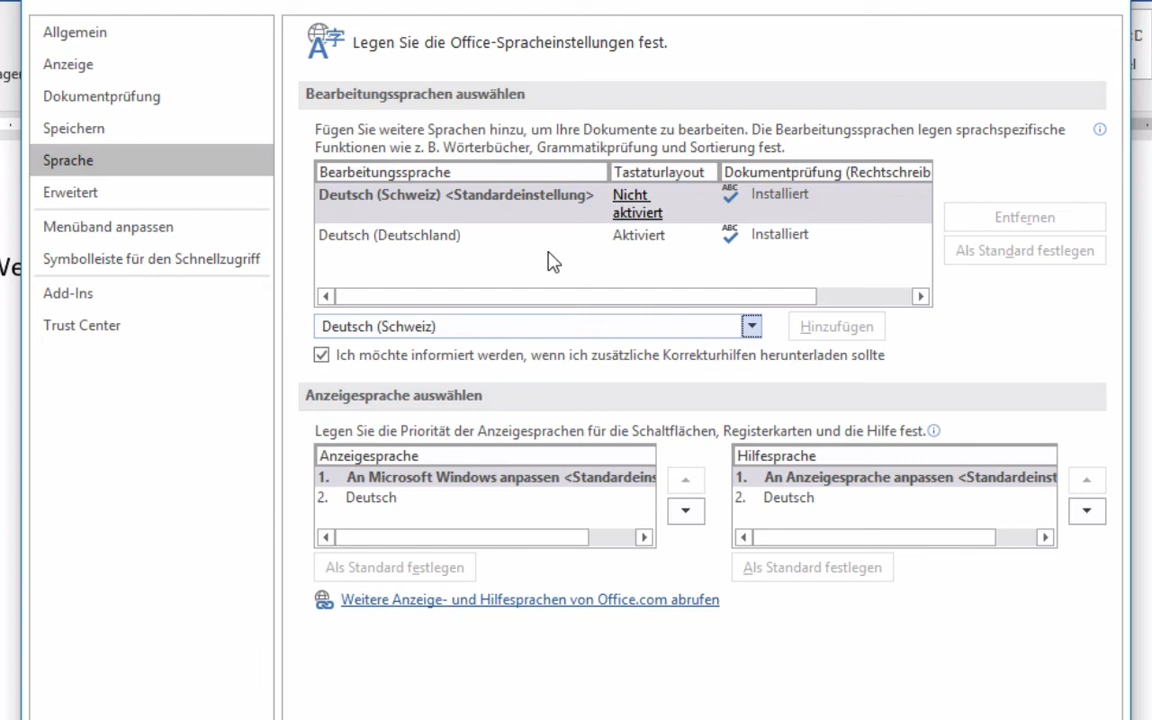 Allgemein
Anzeige
Dokumentprüfung
Speichern
Sprache
Erweitert
Menüband anpassen
Symbolleiste für den Schnellzugriff
Add-Ins
Trust Center
Legen Sie die Office-Spracheinstellungen fest.
Bearbeitungssprachen auswählen
Fügen Sie weitere Sprachen hinzu, um Ihre Dokumente zu bearbeiten. Die Bearbeitungssprachen legen sprachspezifische
Funktionen wie z. B. Wörterbücher, Grammatikprüfung und Sortierung fest.
Bearbeitungssprache Tastaturlayout Dokumentprüfung (Rechtschreib
Deutsch (Schweiz) <Standardeinstellung> Nicht aktiviert ABC Installiert
Deutsch (Deutschland) Aktiviert ABC Installiert
Entfernen
Als Standard festlegen
Deutsch (Schweiz)
Hinzufügen
Ich möchte informiert werden, wenn ich zusätzliche Korrekturhilfen herunterladen sollte
Anzeigesprache auswählen
Legen Sie die Priorität der Anzeigesprachen für die Schaltflächen, Registerkarten und die Hilfe fest.
Anzeigesprache
1. An Microsoft Windows anpassen <Standardeins
2. Deutsch
Als Standard festlegen
Hilfesprache
1. An Anzeigesprache anpassen <Standardeinst
2. Deutsch
Als Standard festlegen
Weitere Anzeige- und Hilfesprachen von Office.com abrufen